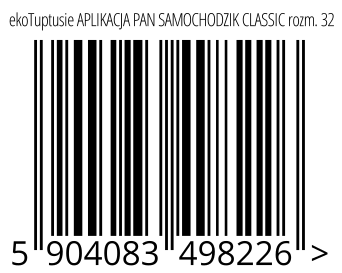 ekoTuptusie APLIKACJA PAN SAMOCHODZIK CLASSIC rozm. 32
5 904083 498226 >